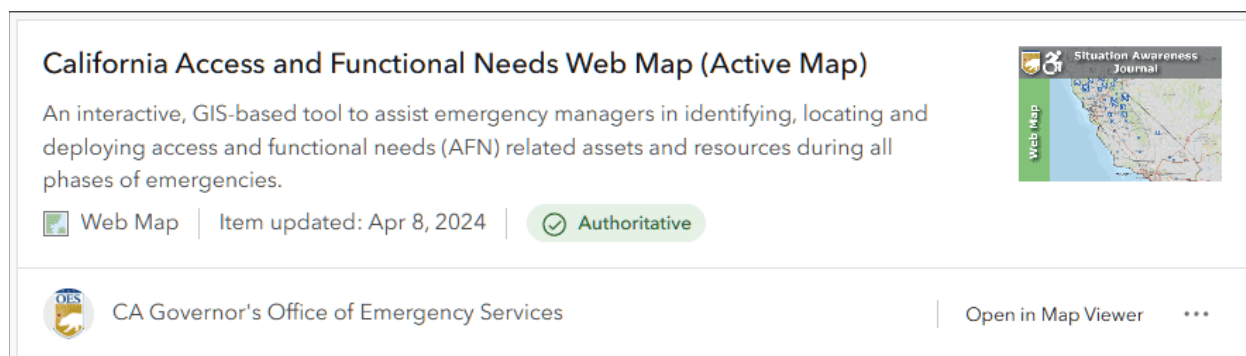 California Access and Functional Needs Web Map (Active Map)
An interactive, GIS-based tool to assist emergency managers in identifying, locating and
deploying access and functional needs (AFN) related assets and resources during all
phases of emergencies.
Web Map
Item updated: Apr 8, 2024
Authoritative
Situation Awareness
Journal
Web Map
OES
CA Governor's Office of Emergency Services
Open in Map Viewer